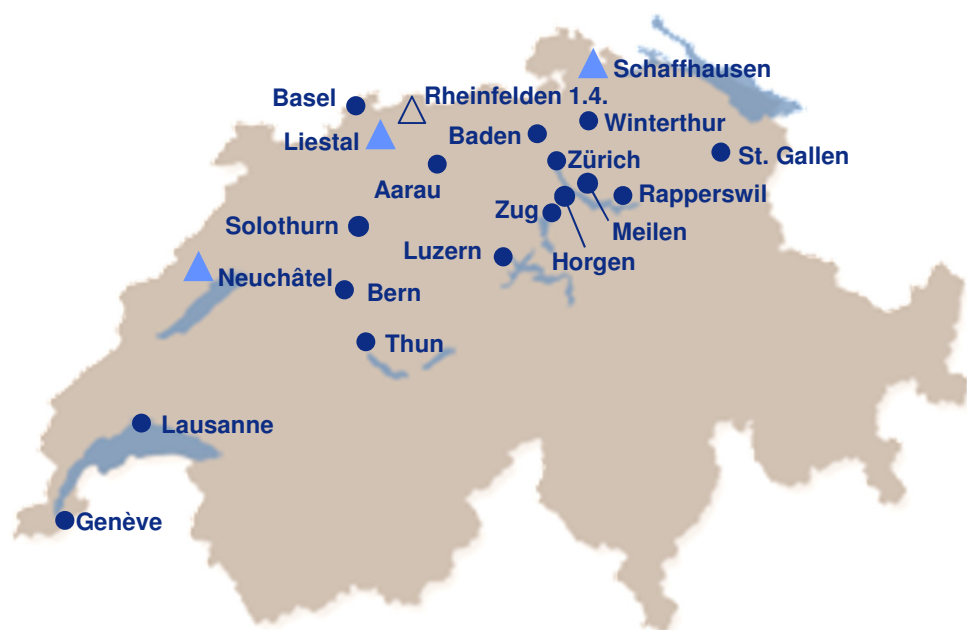 Schaffhausen
Basel
Rheinfelden 1.4.
Winterthur
Liestal
Baden
St. Gallen
Zürich
Aarau
Rapperswil
Zug
Solothurn
Meilen
Luzern
Horgen
Neuchâtel
Bern
Thun
Lausanne
Genève